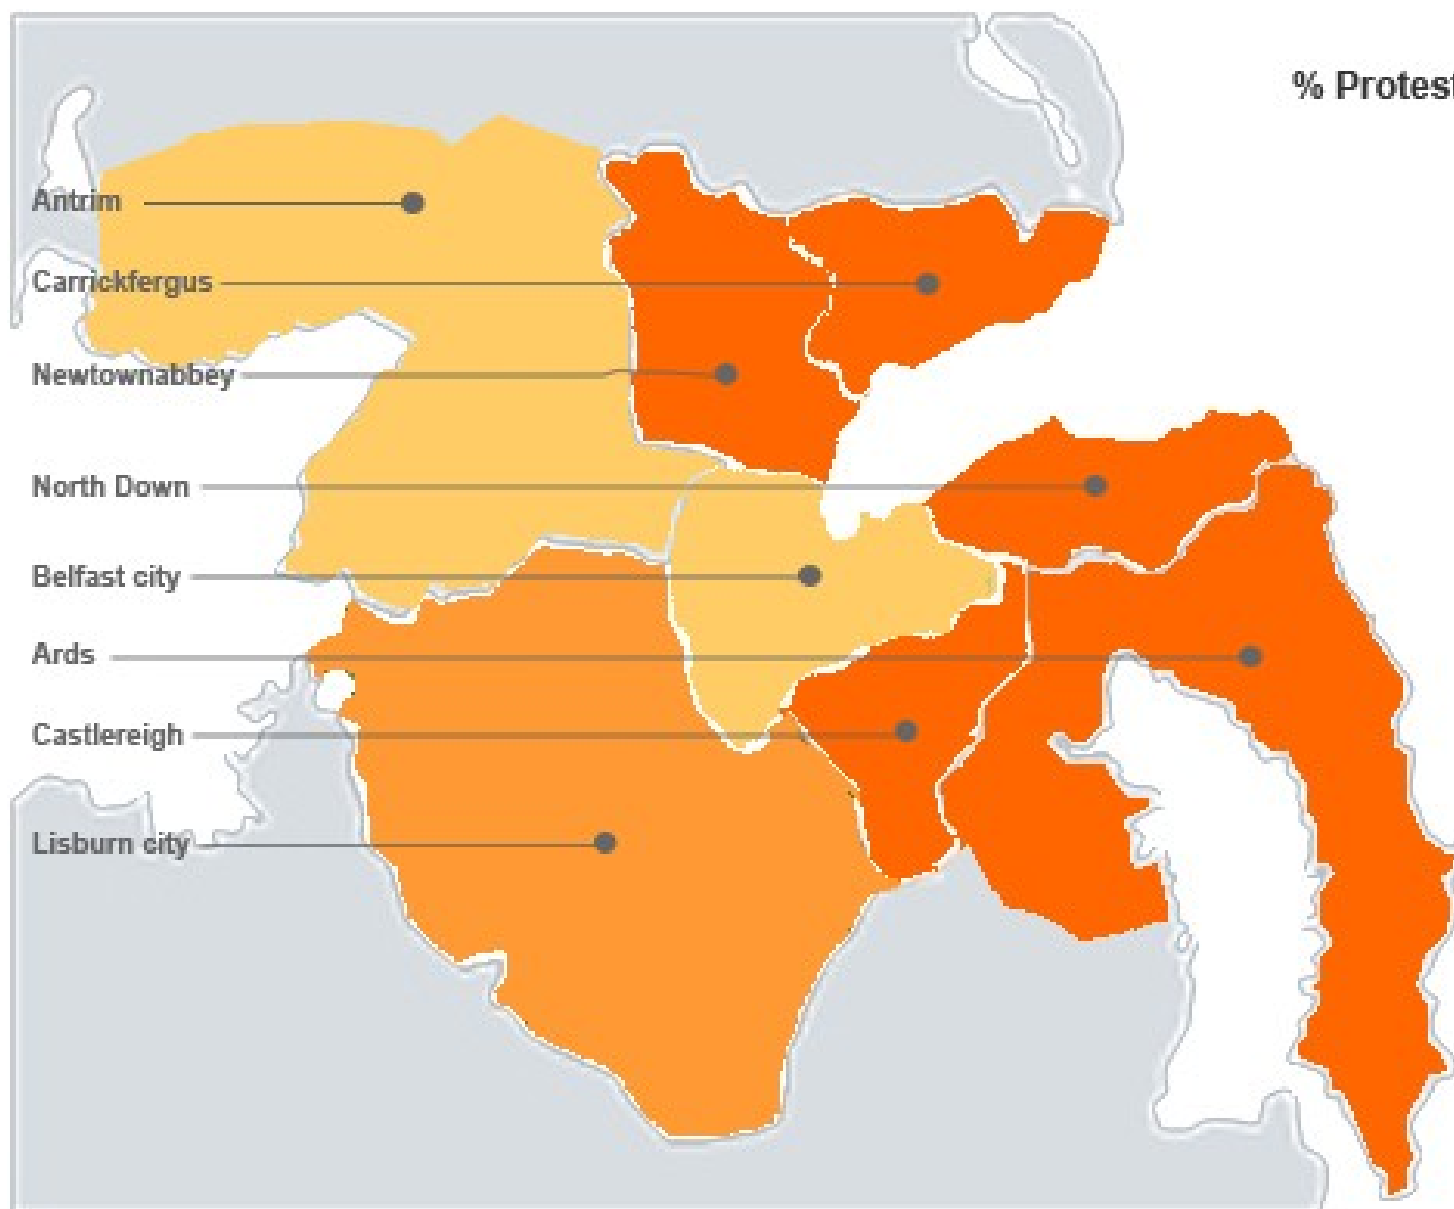 % Protest
Antrim
Carrickfergus
Newtownabbey
North Down
Belfast city
Ards
Castlereigh
Lisburn city